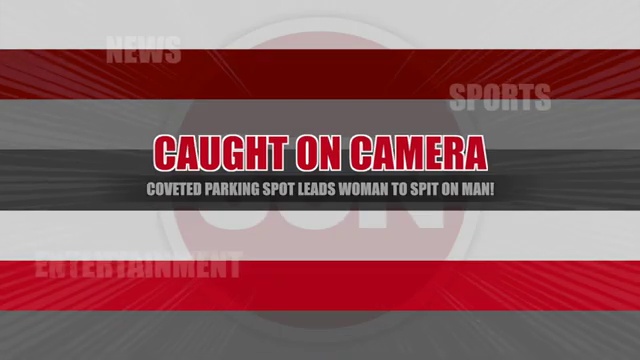 NEWS
SPORTS
CAUGHT ON CAMERA
COVETED PARKING SPOT LEADS WOMAN TO SPIT ON MAN!
ENTERTAINMENT